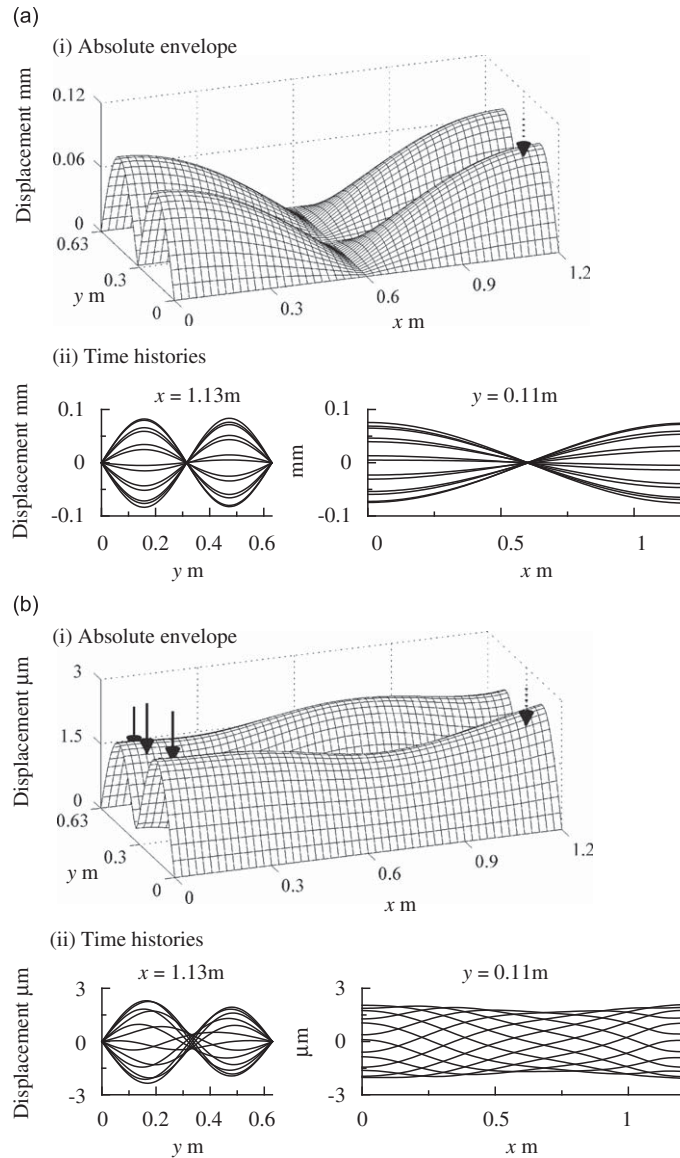 (a)
(i) Absolute envelope
Displacement mm
0.12
0.06
0
0.63
0.3
0
y m
0
0.3
0.6
0.9
1.2
x m
(ii) Time histories
x = 1.13m
y = 0.11m
Displacement mm
0.1
0
-0.1
0 0.2 0.4 0.6
y m
mm
0.1
0
-0.1
0 0.5 1
x m
(b)
(i) Absolute envelope
Displacement μm
3
1.5
0
0.63
0.3
0
y m
0
0.3
0.6
0.9
1.2
x m
(ii) Time histories
x = 1.13m
y = 0.11m
Displacement μm
3
0
-3
0 0.2 0.4 0.6
y m
μm
3
0
-3
0 0.5 1
x m